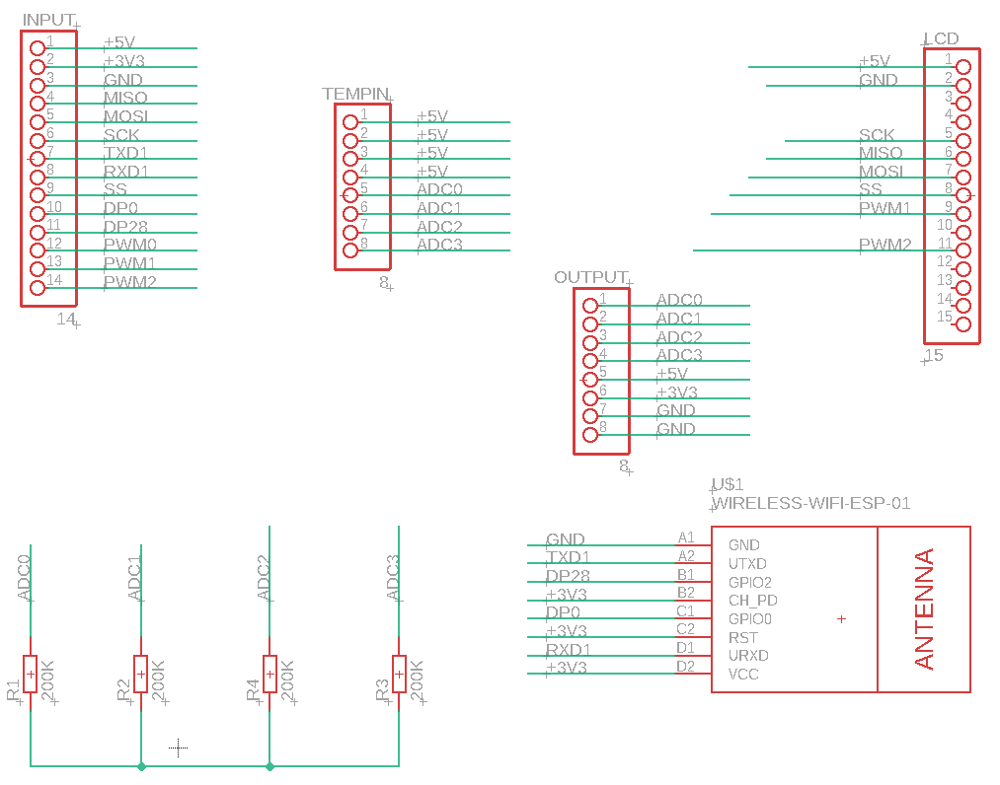 INPUT
1 +5V
2 +3V3
3 GND
4 MISO
5 MOSI
6 SCK
7 TXD1
8 RXD1
9 SS
10 DP0
11 DP28
12 PWM0
13 PWM1
14 PWM2
14
TEMPIN
1 +5V
2 +5V
3 +5V
4 +5V
5 ADC0
6 ADC1
7 ADC2
8 ADC3
8
LCD
+5V 1
GND 2
3
4
SCK 5
MISO 6
MOSI 7
SS 8
PWM1 9
10
PWM2 11
12
13
14
15
15
OUTPUT
1 ADC0
2 ADC1
3 ADC2
4 ADC3
5 +5V
6 +3V3
7 GND
8 GND
8
ADC0
R1
200K
ADC1
R2
200K
ADC2
R4
200K
ADC3
R3
200K
U$1
WIRELESS-WIFI-ESP-01
GND A1 GND
TXD1 A2 UTXD
DP28 B1 GPIO2
+3V3 B2 CH_PD
DP0 C1 GPIO0
+3V3 C2 RST
RXD1 D1 URXD
+3V3 D2 VCC
ANTENNA